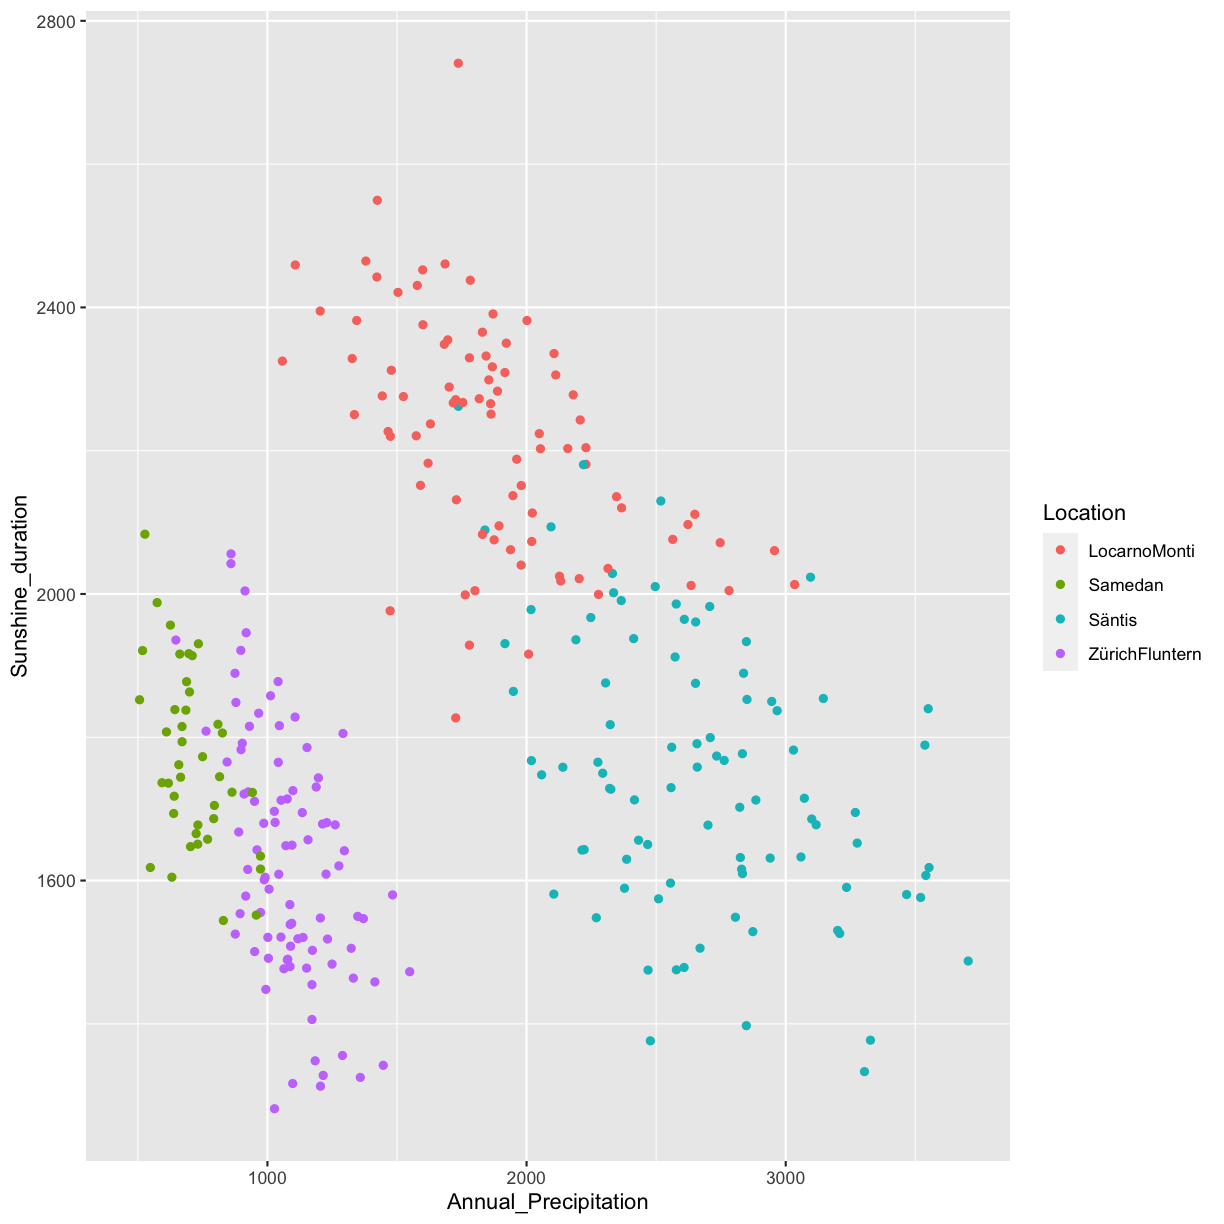 2800
2400
2000
1600
Sunshine_duration
1000
2000
3000
Annual_Precipitation
Location
LocarnoMonti
Samedan
Säntis
ZürichFluntern